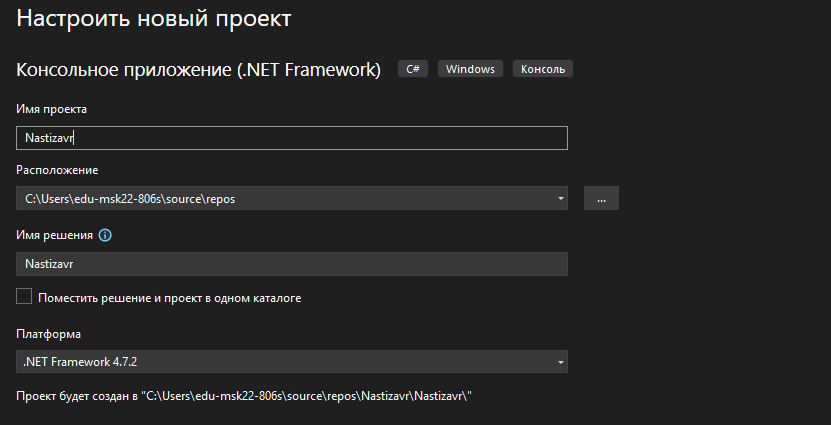 Настроить новый проект
Консольное приложение (.NET Framework) C# Windows Консоль
Имя проекта
Nastizavr
Расположение
C:\Users\edu-msk22-806s\source\repos ...
Имя решения
Nastizavr
Поместить решение и проект в одном каталоге
Платформа
.NET Framework 4.7.2
Проект будет создан в "C:\Users\edu-msk22-806s\source\repos\Nastizavr\Nastizavr\"